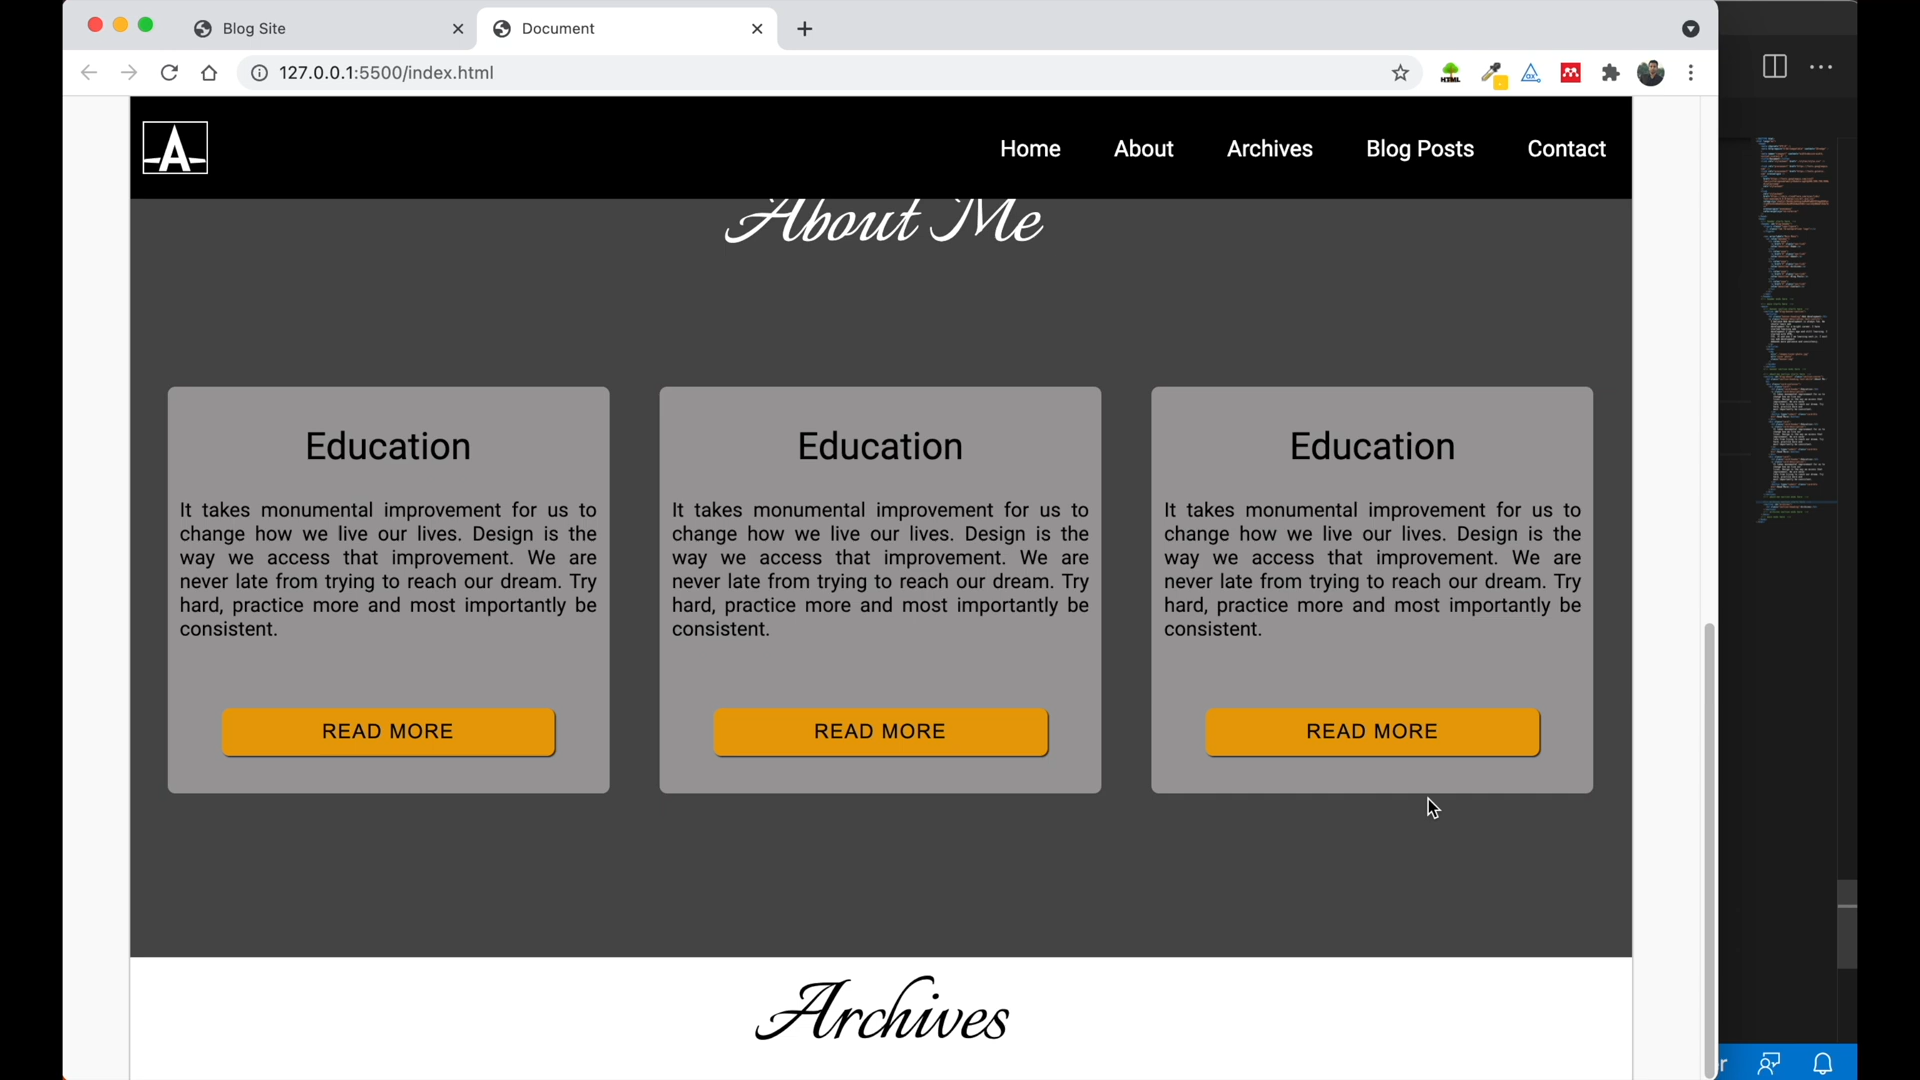 Blog Site
Document
127.0.0.1:5500/index.html
HTML
A
Home
About
Archives
Blog Posts
Contact
About Me
Education
It takes monumental improvement for us to
change how we live our lives. Design is the
way we access that improvement. We are
never late from trying to reach our dream. Try
hard, practice more and most importantly be
consistent.
READ MORE
Education
It takes monumental improvement for us to
change how we live our lives. Design is the
way we access that improvement. We are
never late from trying to reach our dream. Try
hard, practice more and most importantly be
consistent.
READ MORE
Education
It takes monumental improvement for us to
change how we live our lives. Design is the
way we access that improvement. We are
never late from trying to reach our dream. Try
hard, practice more and most importantly be
consistent.
READ MORE
Archives